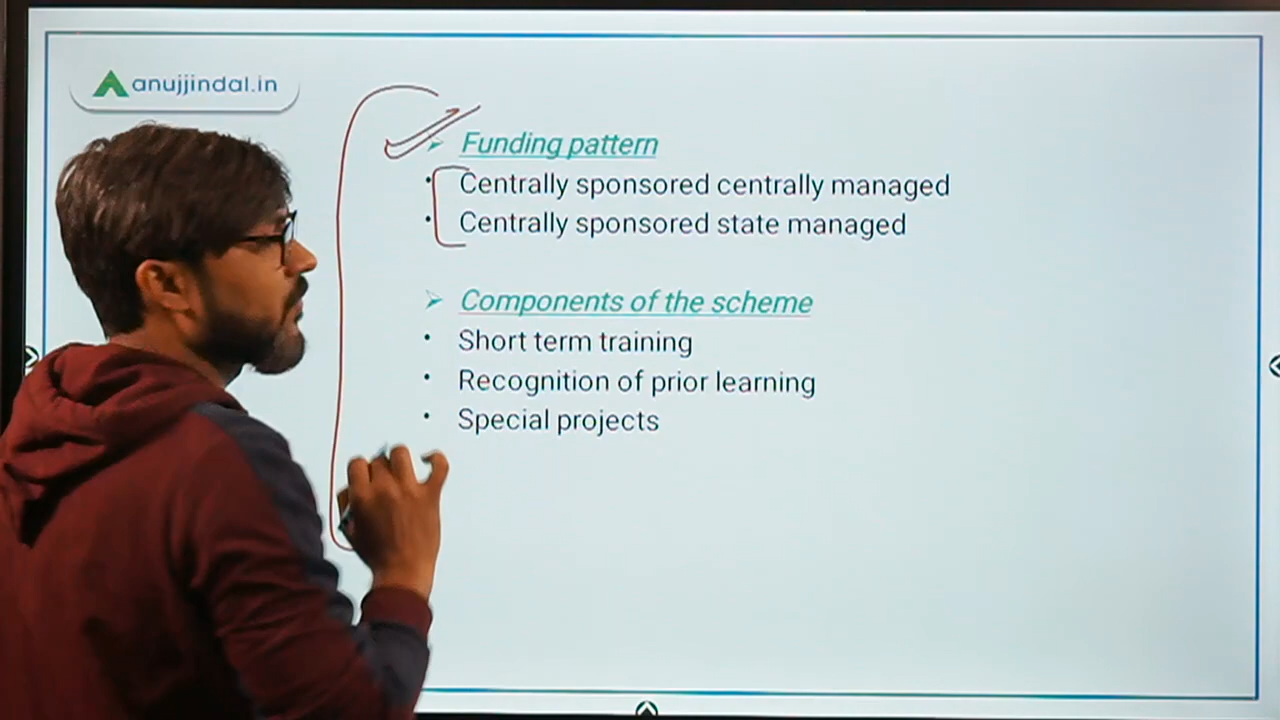 anujjindal.in
Funding pattern
Centrally sponsored centrally managed
Centrally sponsored state managed
Components of the scheme
Short term training
Recognition of prior learning
Special projects